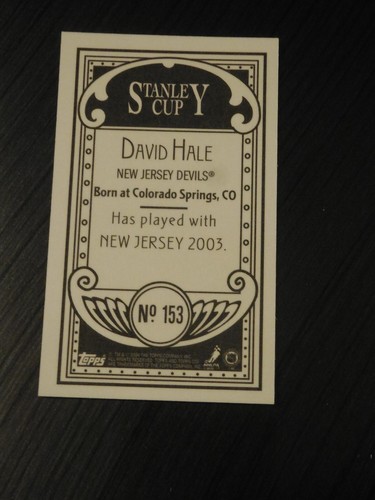 STANLEY
CUP
DAVID HALE
NEW JERSEY DEVILS®
Born at Colorado Springs, CO
Has played with
NEW JERSEY 2003.
Nº 153
Topps